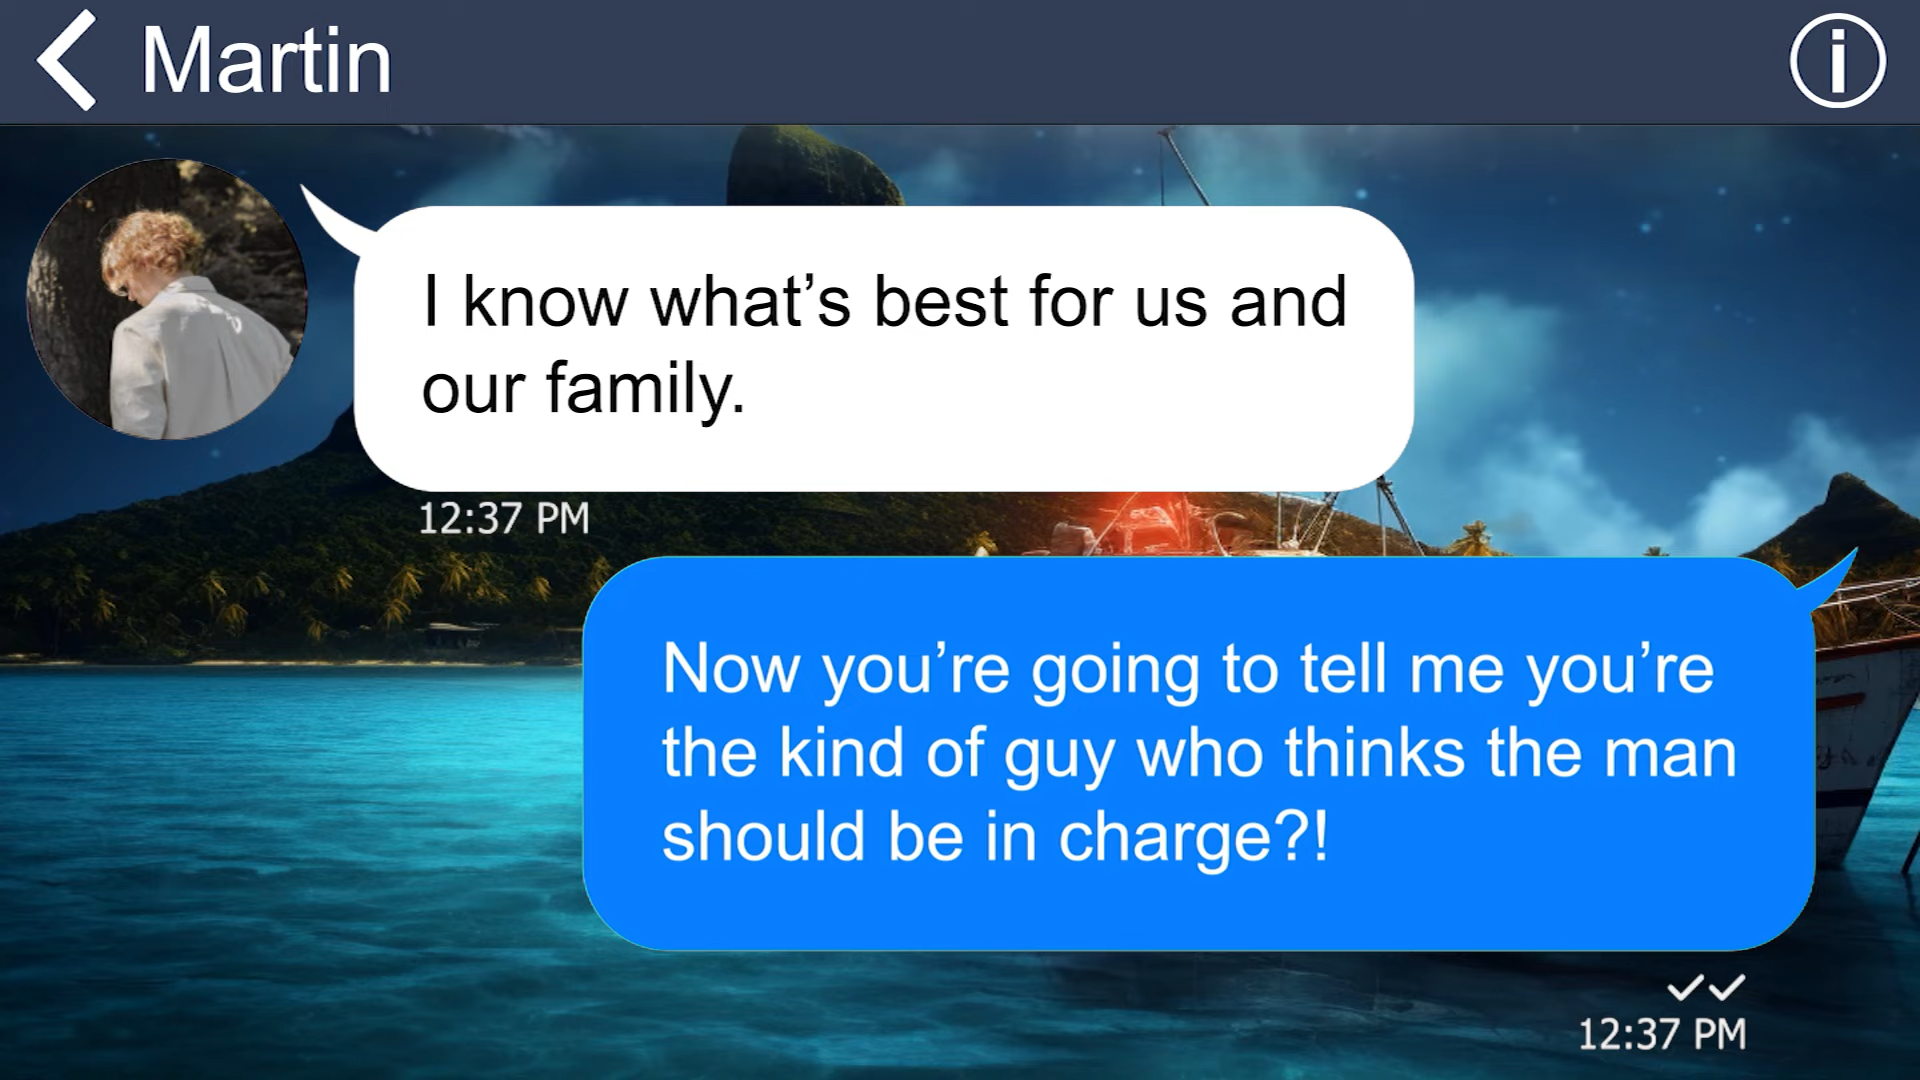 Martin
I know what’s best for us and
our family.
12:37 PM
Now you’re going to tell me you’re
the kind of guy who thinks the man
should be in charge?!
12:37 PM